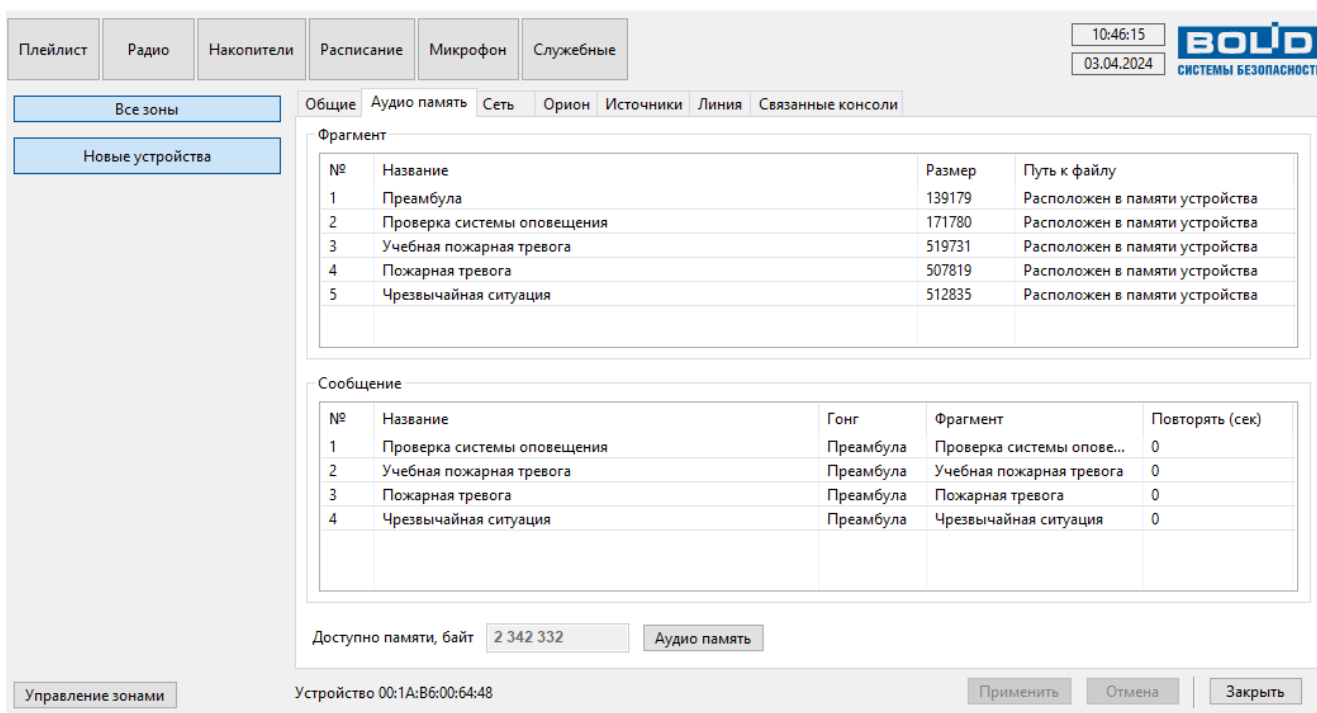 Плейлист Радио Накопители Расписание Микрофон Служебные 10:46:15
03.04.2024
BOLID
СИСТЕМЫ БЕЗОПАСНОСТИ
Все зоны
Новые устройства
Общие Аудио память Сеть Орион Источники Линия Связанные консоли
Фрагмент
№ Название Размер Путь к файлу
1 Преамбула 139179 Расположен в памяти устройства
2 Проверка системы оповещения 171780 Расположен в памяти устройства
3 Учебная пожарная тревога 519731 Расположен в памяти устройства
4 Пожарная тревога 507819 Расположен в памяти устройства
5 Чрезвычайная ситуация 512835 Расположен в памяти устройства
Сообщение
№ Название Гонг Фрагмент Повторять (сек)
1 Проверка системы оповещения Преамбула Проверка системы опове... 0
2 Учебная пожарная тревога Преамбула Учебная пожарная тревога 0
3 Пожарная тревога Преамбула Пожарная тревога 0
4 Чрезвычайная ситуация Преамбула Чрезвычайная ситуация 0
Доступно памяти, байт 2 342 332 Аудио память
Управление зонами Устройство 00:1A:B6:00:64:48 Применить Отмена Закрыть